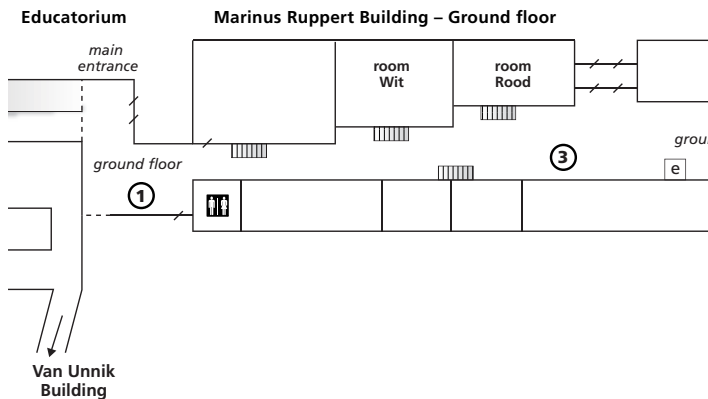 Educatorium
Marinus Ruppert Building – Ground floor
main
entrance
room
Wit
room
Rood
ground floor
1
3
groun
e
Van Unnik
Building